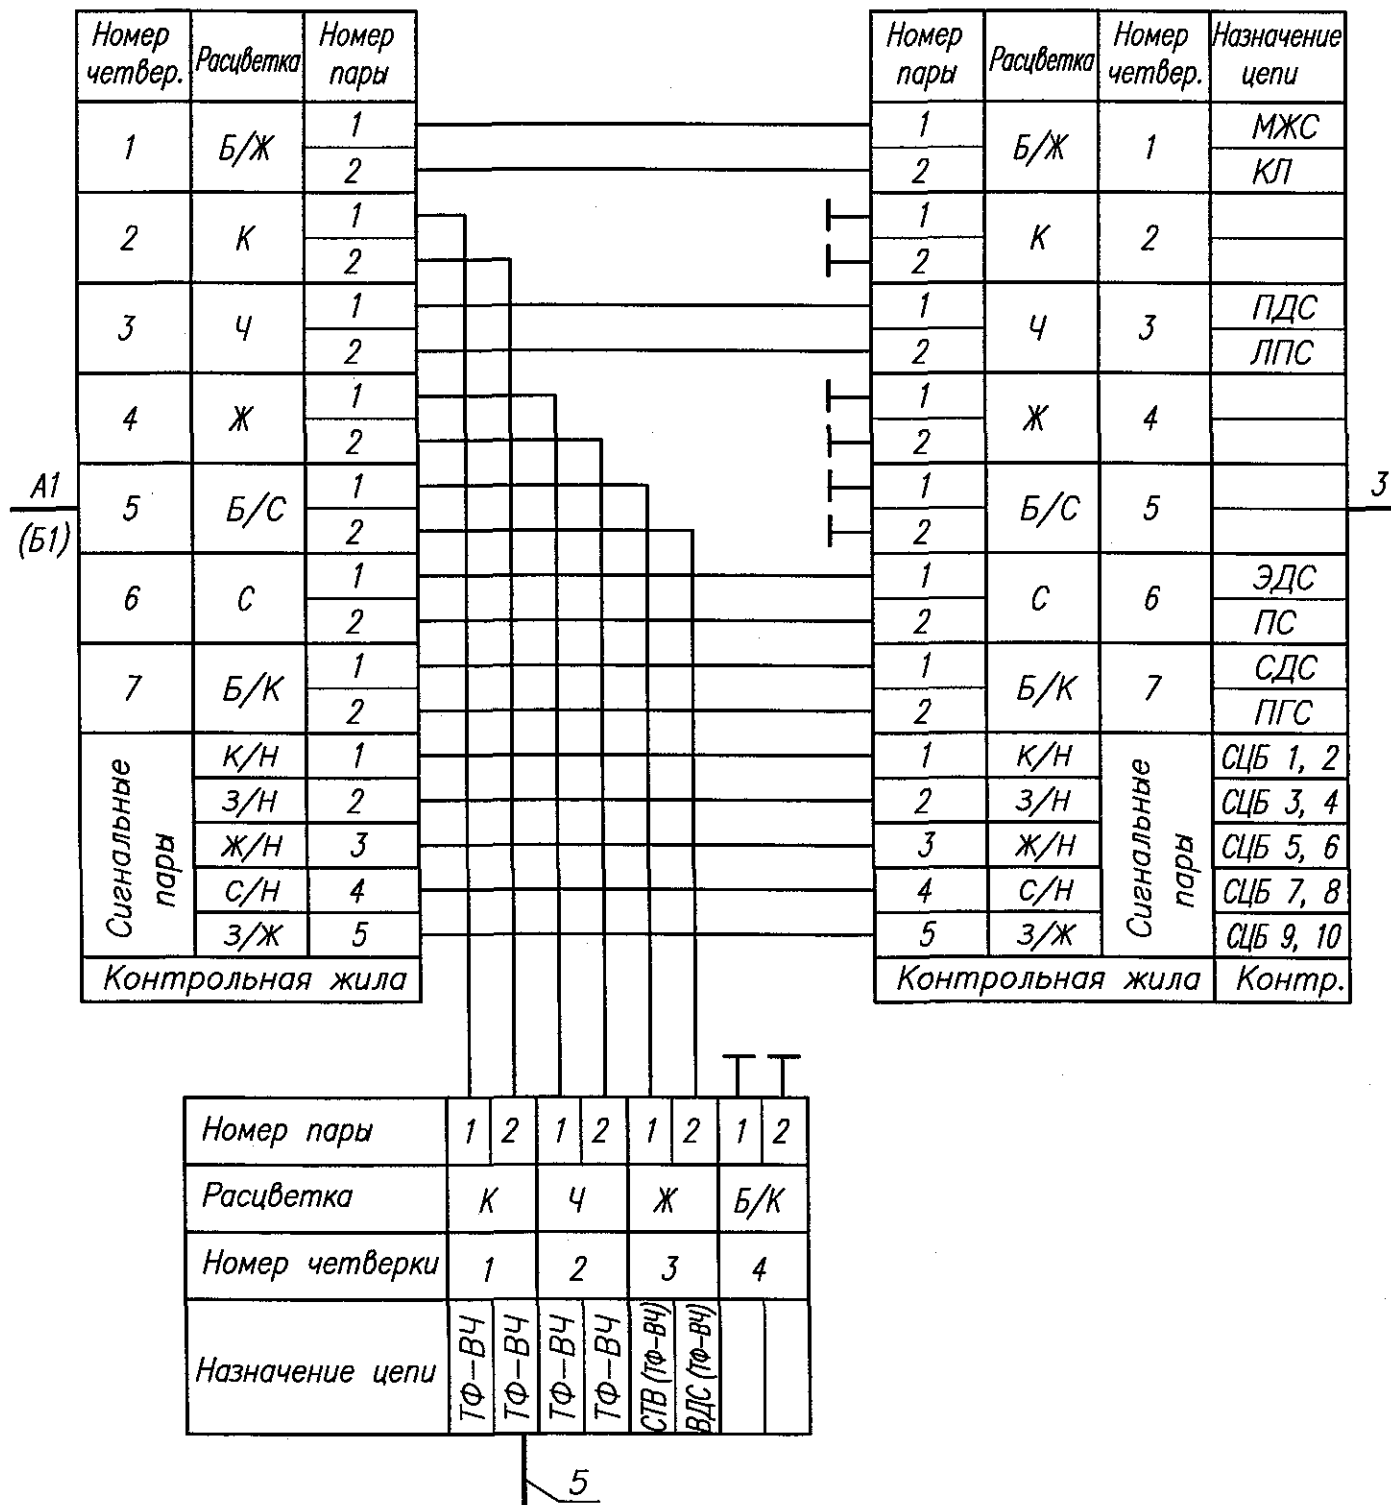 Номер четвер. Расцветка Номер пары
1 Б/Ж 1
2
2 К 1
2
3 Ч 1
2
4 Ж 1
2
5 Б/С 1
2
6 С 1
2
7 Б/К 1
2
Сигнальные пары
К/Н 1
З/Н 2
Ж/Н 3
С/Н 4
З/Ж 5
Контрольная жила
А1
(Б1)
Номер пары Расцветка Номер четвер. Назначение цепи
1 Б/Ж 1 МЖС
2 КЛ
1 К 2
2
1 Ч 3 ПДС
2 ЛПС
1 Ж 4
2
1 Б/С 5
2
1 С 6 ЭДС
2 ПС
1 Б/К 7 СДС
2 ПГС
1 К/Н СЦБ 1, 2
2 З/Н СЦБ 3, 4
3 Ж/Н СЦБ 5, 6
4 С/Н СЦБ 7, 8
5 З/Ж СЦБ 9, 10
Сигнальные пары
Контрольная жила Контр.
3
Номер пары 1 2 1 2 1 2 1 2
Расцветка К Ч Ж Б/К
Номер четверки 1 2 3 4
Назначение цепи ТФ-ВЧ ТФ-ВЧ ТФ-ВЧ ТФ-ВЧ СТВ (ТФ-ВЧ) ВДС (ТФ-ВЧ)
5